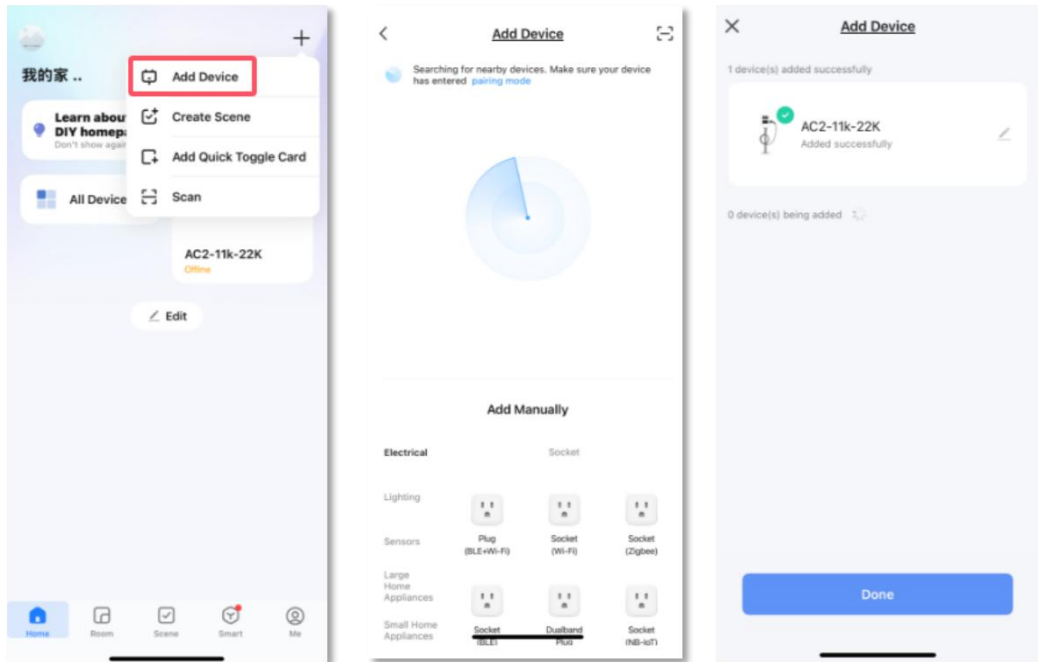 我的家 ..
Add Device
Create Scene
Add Quick Toggle Card
Scan
Learn about
DIY homepa
Don't show again
All Device
AC2-11k-22K
Offline
Edit
Home
Room
Scene
Smart
Me
Add Device
Searching for nearby devices. Make sure your device
has entered pairing mode
Add Manually
Electrical
Socket
Lighting
Sensors
Large
Home
Appliances
Small Home
Appliances
Plug
(BLE+Wi-Fi)
Socket
(Wi-Fi)
Socket
(Zigbee)
Socket
(BLE)
Dualband
Plug
Socket
(NB-IoT)
Add Device
1 device(s) added successfully
AC2-11k-22K
Added successfully
0 device(s) being added
Done